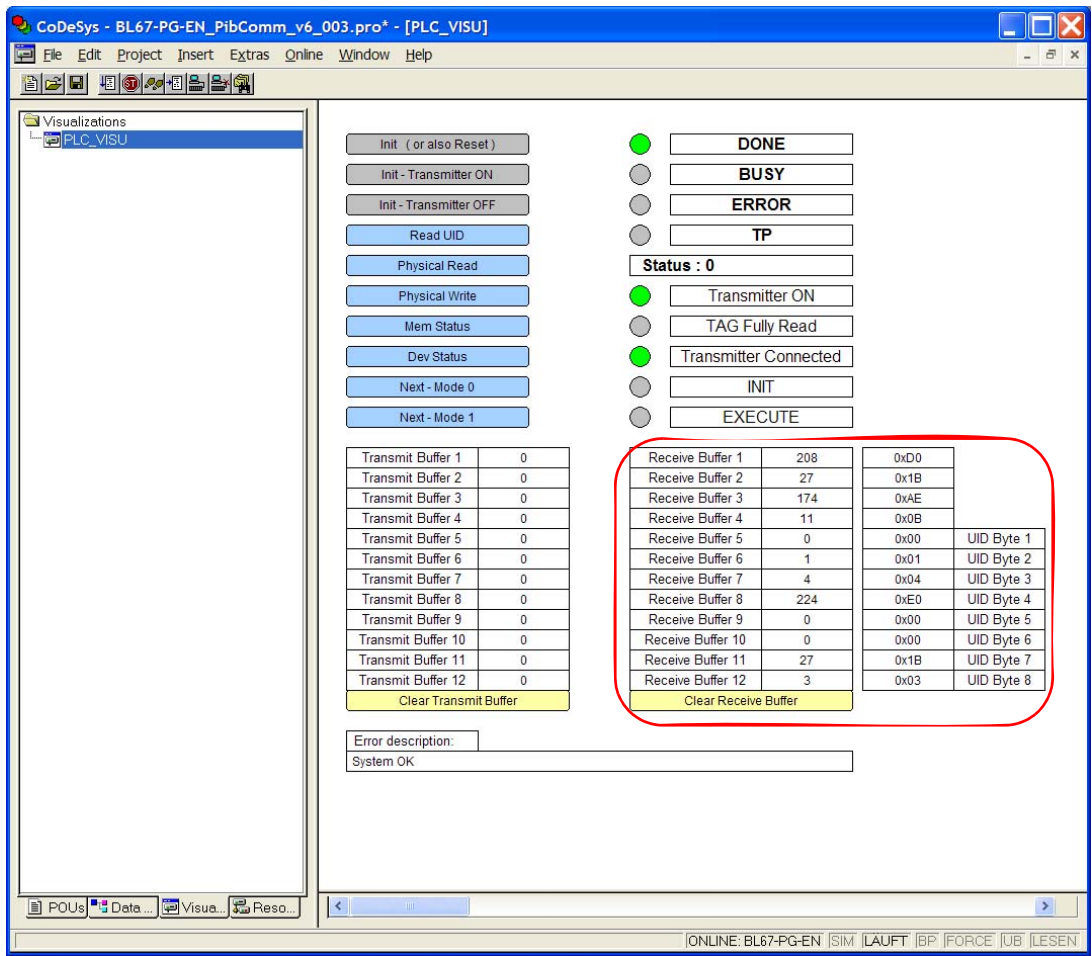 CoDeSys - BL67-PG-EN_PibComm_v6_003.pro* - [PLC_VISU]
File Edit Project Insert Extras Online Window Help
Visualizations
PLC_VISU
Init ( or also Reset ) DONE
Init - Transmitter ON BUSY
Init - Transmitter OFF ERROR
Read UID TP
Physical Read Status : 0
Physical Write Transmitter ON
Mem Status TAG Fully Read
Dev Status Transmitter Connected
Next - Mode 0 INIT
Next - Mode 1 EXECUTE
Transmit Buffer 1 0 Receive Buffer 1 208 0xD0
Transmit Buffer 2 0 Receive Buffer 2 27 0x1B
Transmit Buffer 3 0 Receive Buffer 3 174 0xAE
Transmit Buffer 4 0 Receive Buffer 4 11 0x0B
Transmit Buffer 5 0 Receive Buffer 5 0 0x00 UID Byte 1
Transmit Buffer 6 0 Receive Buffer 6 1 0x01 UID Byte 2
Transmit Buffer 7 0 Receive Buffer 7 4 0x04 UID Byte 3
Transmit Buffer 8 0 Receive Buffer 8 224 0xE0 UID Byte 4
Transmit Buffer 9 0 Receive Buffer 9 0 0x00 UID Byte 5
Transmit Buffer 10 0 Receive Buffer 10 0 0x00 UID Byte 6
Transmit Buffer 11 0 Receive Buffer 11 27 0x1B UID Byte 7
Transmit Buffer 12 0 Receive Buffer 12 3 0x03 UID Byte 8
Clear Transmit Buffer Clear Receive Buffer
Error description:
System OK
POUs Data ... Visua... Reso...
ONLINE: BL67-PG-EN SIM LÄUFT BP FORCE UB LESEN